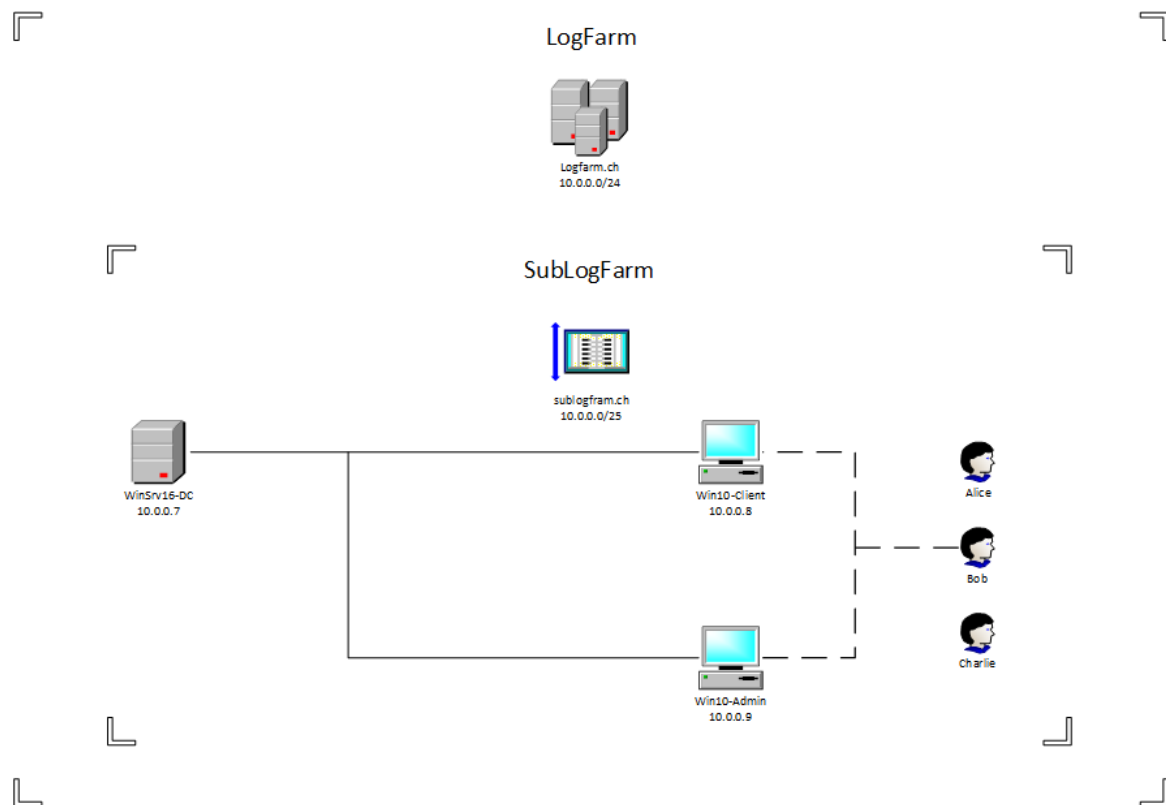 LogFarm
Logfarm.ch
10.0.0.0/24
SubLogFarm
sublogfram.ch
10.0.0.0/25
WinSrv16-DC
10.0.0.7
Win10-Client
10.0.0.8
Alice
Bob
Charlie
Win10-Admin
10.0.0.9